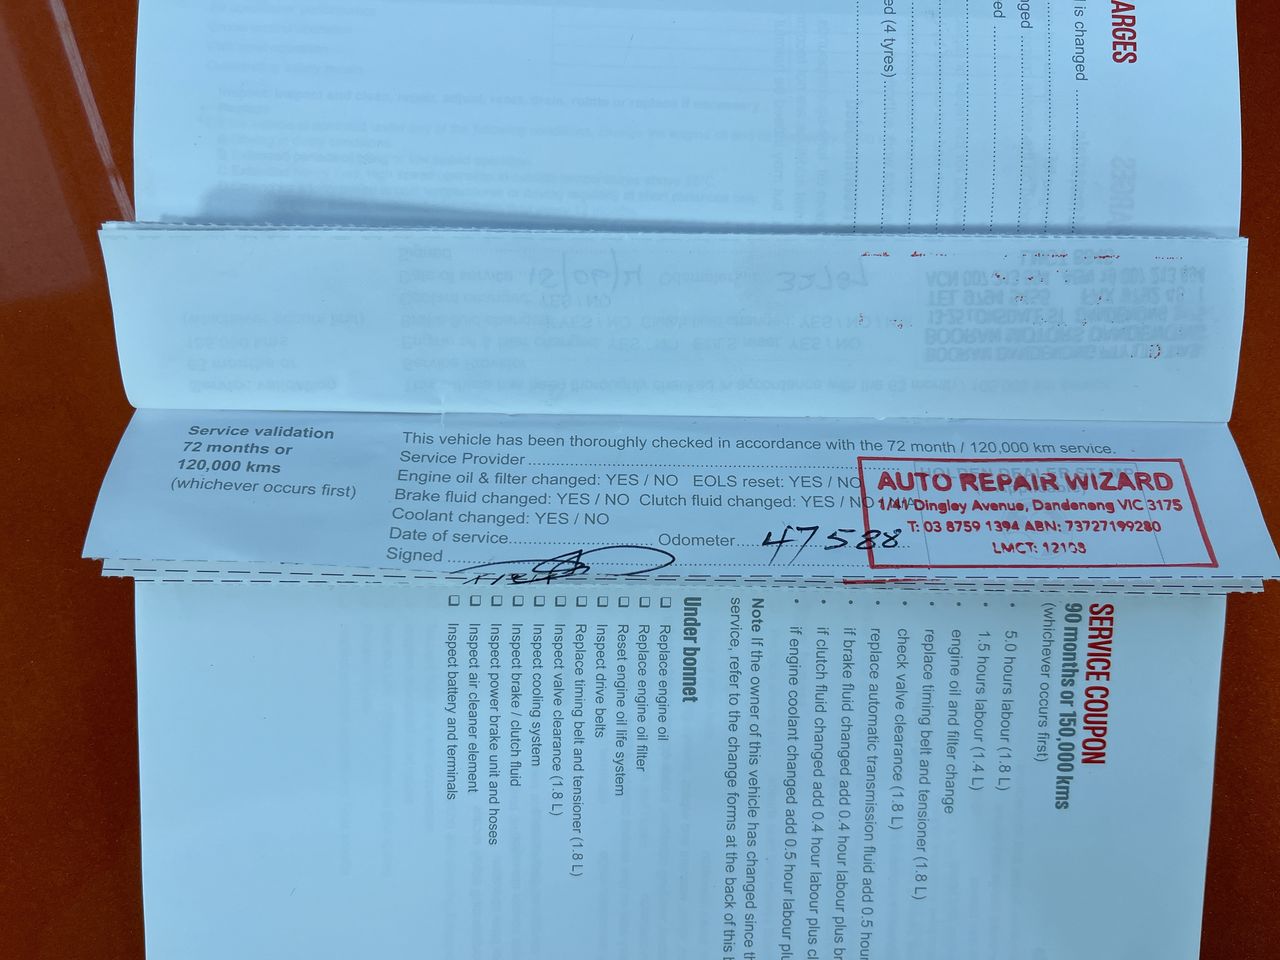 ARGES
l is changed
nged
ed
ed (4 tyres)
Service validation
72 months or
120,000 kms
(whichever occurs first)
This vehicle has been thoroughly checked in accordance with the 72 month / 120,000 km service.
Service Provider
Engine oil & filter changed: YES / NO EOLS reset: YES / NO
Brake fluid changed: YES / NO Clutch fluid changed: YES / NO / NA
Coolant changed: YES / NO
Date of service Odometer 47588
Signed
HOLDEN DEALER STAMP
AUTO REPAIR WIZARD
1/41 Dingley Avenue, Dandenong VIC 3175
T: 03 8759 1394 ABN: 73727199280
LMCT: 12108
SERVICE COUPON
90 months or 150,000 kms
(whichever occurs first)
• 5.0 hours labour (1.8 L)
• 1.5 hours labour (1.4 L)
• engine oil and filter change
• replace timing belt and tensioner (1.8 L)
• check valve clearance (1.8 L)
• replace automatic transmission fluid add 0.5 hour
• if brake fluid changed add 0.4 hour labour plus br
• if clutch fluid changed add 0.4 hour labour plus cl
• if engine coolant changed add 0.5 hour labour plu
Note If the owner of this vehicle has changed since th
service, refer to the change forms at the back of this b
Under bonnet
❑ Replace engine oil
❑ Replace engine oil filter
❑ Reset engine oil life system
❑ Inspect drive belts
❑ Replace timing belt and tensioner (1.8 L)
❑ Inspect valve clearance (1.8 L)
❑ Inspect cooling system
❑ Inspect brake / clutch fluid
❑ Inspect power brake unit and hoses
❑ Inspect air cleaner element
❑ Inspect battery and terminals